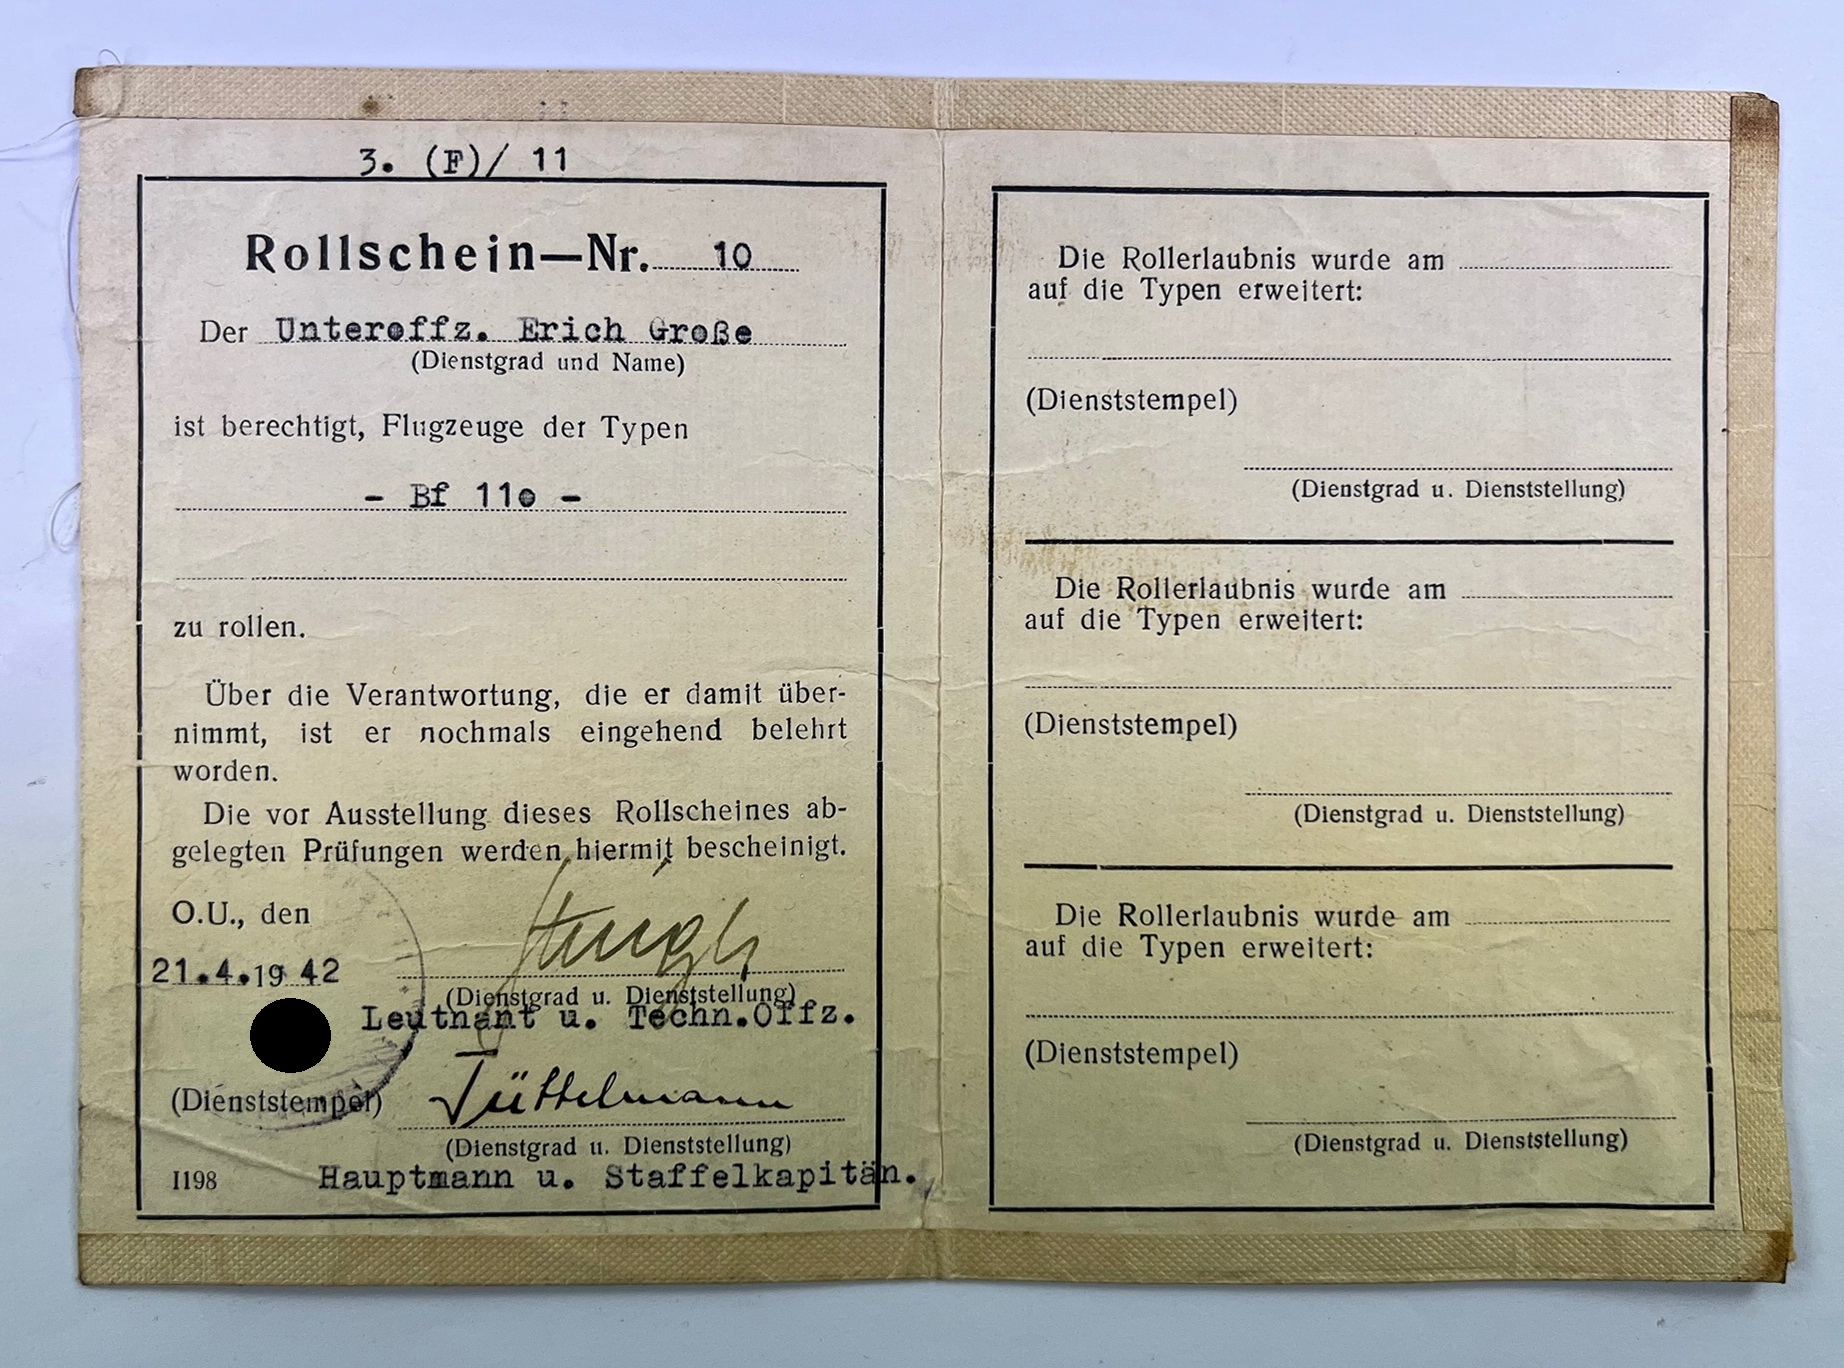 3. (F)/ 11
Rollschein—Nr. 10
Der Unteroffz. Erich Große
(Dienstgrad und Name)
ist berechtigt, Flugzeuge der Typen
- Bf 110 -
zu rollen.
Über die Verantwortung, die er damit über-
nimmt, ist er nochmals eingehend belehrt
worden.
Die vor Ausstellung dieses Rollscheines ab-
gelegten Prüfungen werden hiermit bescheinigt.
O.U., den
21.4.19 42
(Dienstgrad u. Dienststellung)
Leutnant u. Techn.Offz.
(Dienststempel)
Tüttelmann
(Dienstgrad u. Dienststellung)
I198
Hauptmann u. Staffelkapitän.
Die Rollerlaubnis wurde am
auf die Typen erweitert:
(Dienststempel)
(Dienstgrad u. Dienststellung)
Die Rollerlaubnis wurde am
auf die Typen erweitert:
(Dienststempel)
(Dienstgrad u. Dienststellung)
Die Rollerlaubnis wurde am
auf die Typen erweitert:
(Dienststempel)
(Dienstgrad u. Dienststellung)